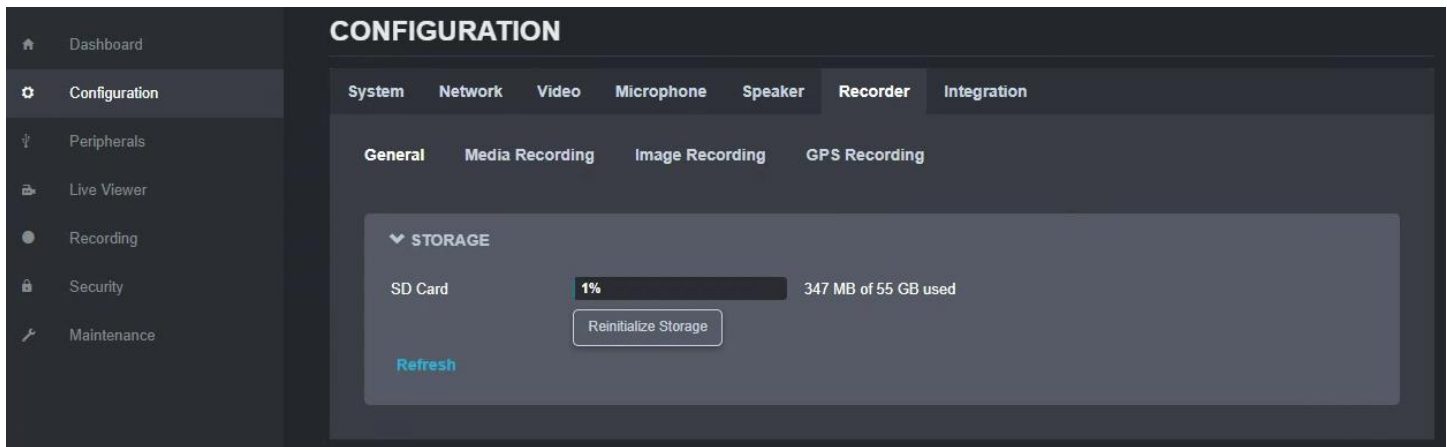 CONFIGURATION
Dashboard
Configuration
Peripherals
Live Viewer
Recording
Security
Maintenance
System Network Video Microphone Speaker Recorder Integration
General Media Recording Image Recording GPS Recording
STORAGE
SD Card 1% 347 MB of 55 GB used
Reinitialize Storage
Refresh